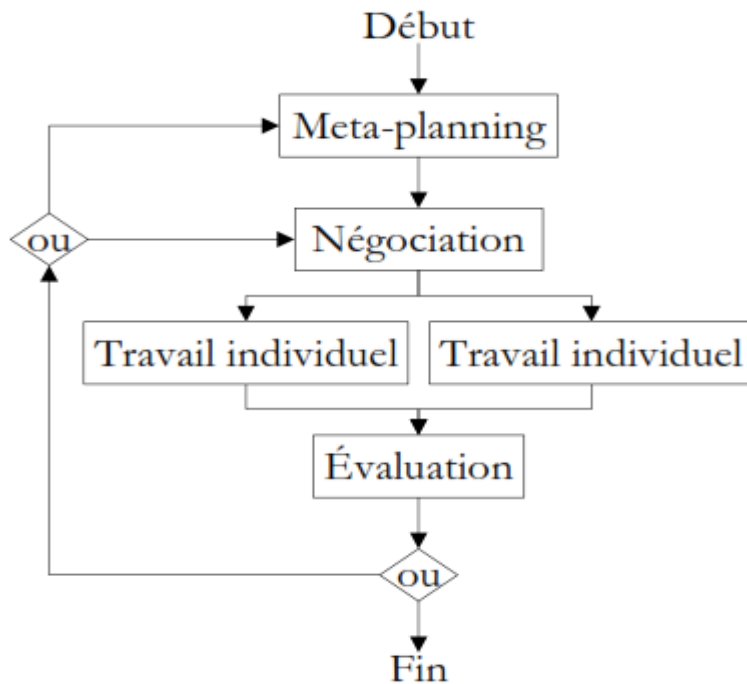 Début
Meta-planning
ou
Négociation
Travail individuel
Travail individuel
Évaluation
ou
Fin